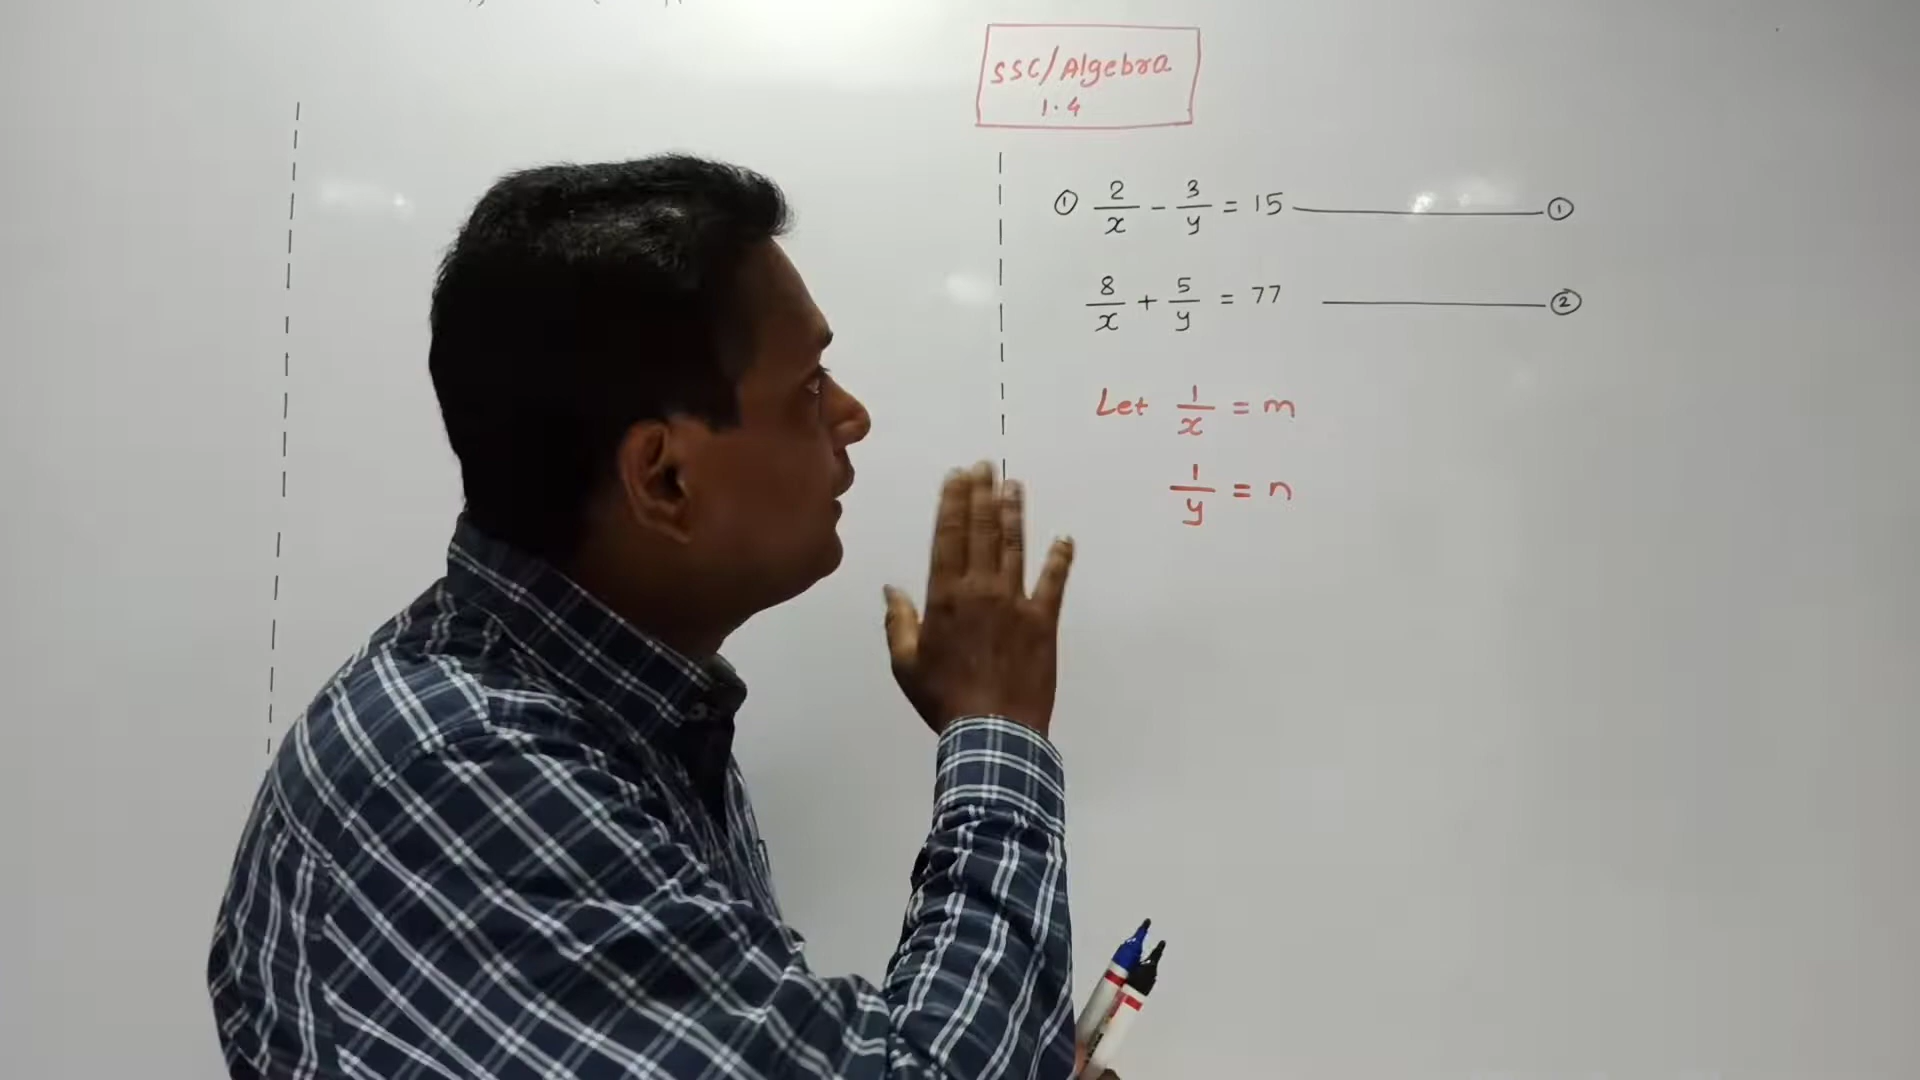 SSC/Algebra
1.4
① 2/x - 3/y = 15 ①
8/x + 5/y = 77 ②
Let 1/x = m
1/y = n